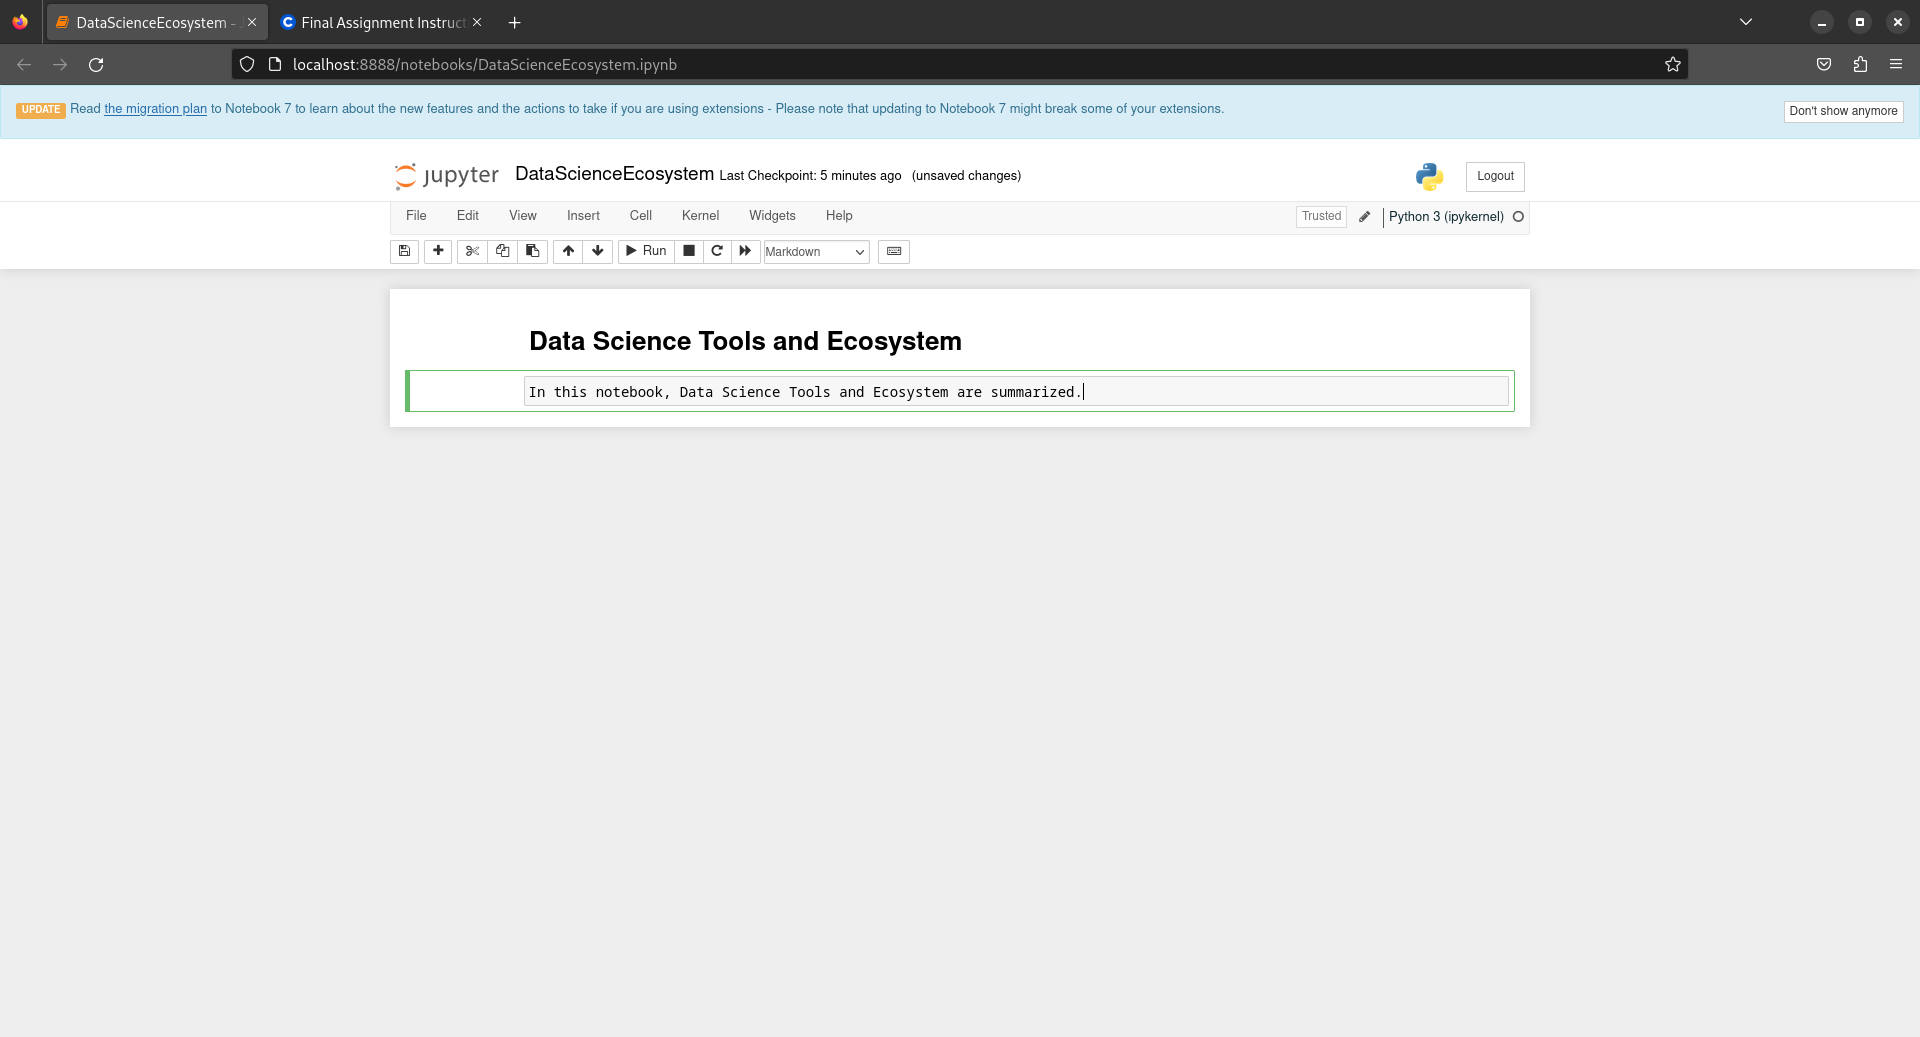 DataScienceEcosystem -
Final Assignment Instruct
localhost:8888/notebooks/DataScienceEcosystem.ipynb
UPDATE Read the migration plan to Notebook 7 to learn about the new features and the actions to take if you are using extensions - Please note that updating to Notebook 7 might break some of your extensions.
Don't show anymore
jupyter DataScienceEcosystem Last Checkpoint: 5 minutes ago (unsaved changes)
Logout
File Edit View Insert Cell Kernel Widgets Help
Trusted
Python 3 (ipykernel)
Run
Markdown
Data Science Tools and Ecosystem
In this notebook, Data Science Tools and Ecosystem are summarized.